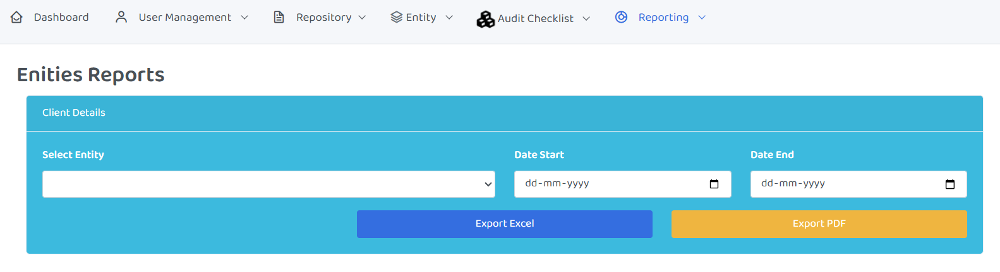 Dashboard User Management Repository Entity Audit Checklist Reporting
Enities Reports
Client Details
Select Entity Date Start Date End
dd-mm-yyyy dd-mm-yyyy
Export Excel Export PDF